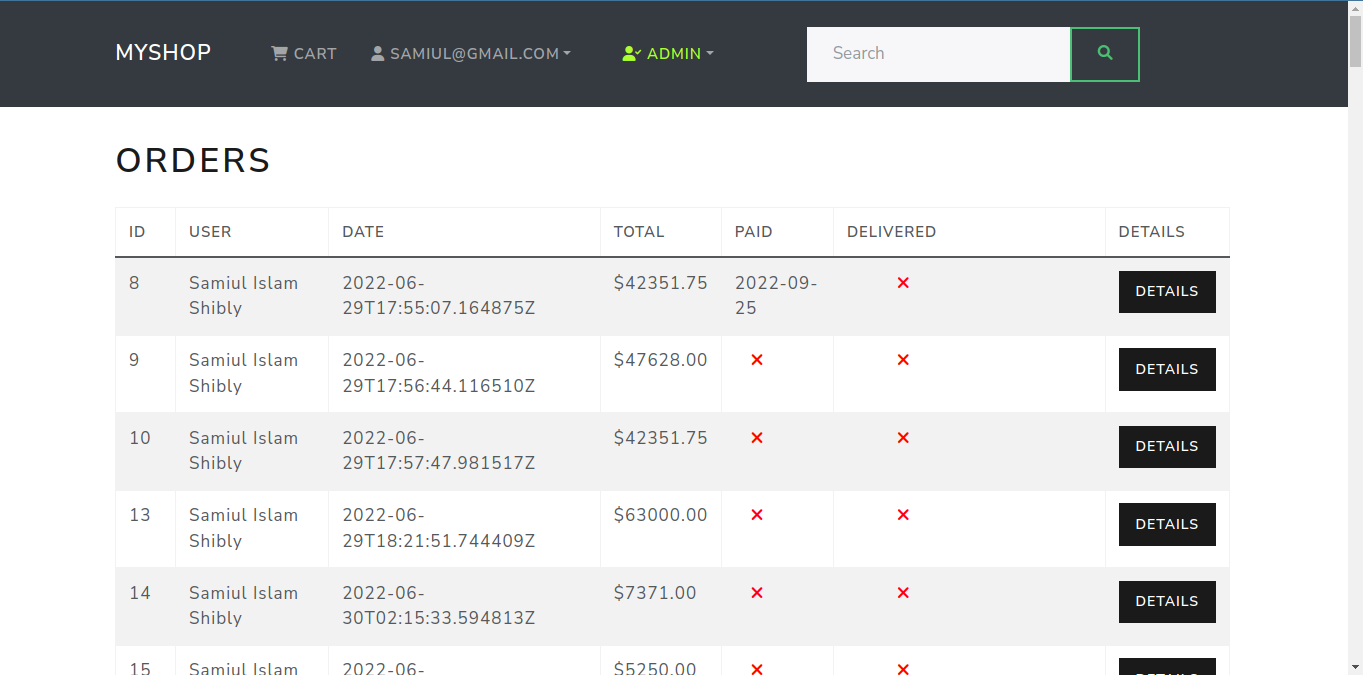 MYSHOP
CART
SAMIUL@GMAIL.COM
ADMIN
Search
ORDERS
ID USER DATE TOTAL PAID DELIVERED DETAILS
8 Samiul Islam 2022-06- $42351.75 2022-09- DETAILS
Shibly 29T17:55:07.164875Z 25
9 Samiul Islam 2022-06- $47628.00 DETAILS
Shibly 29T17:56:44.116510Z
10 Samiul Islam 2022-06- $42351.75 DETAILS
Shibly 29T17:57:47.981517Z
13 Samiul Islam 2022-06- $63000.00 DETAILS
Shibly 29T18:21:51.744409Z
14 Samiul Islam 2022-06- $7371.00 DETAILS
Shibly 30T02:15:33.594813Z
15 Samiul Islam 2022-06- $5250.00 DETAILS